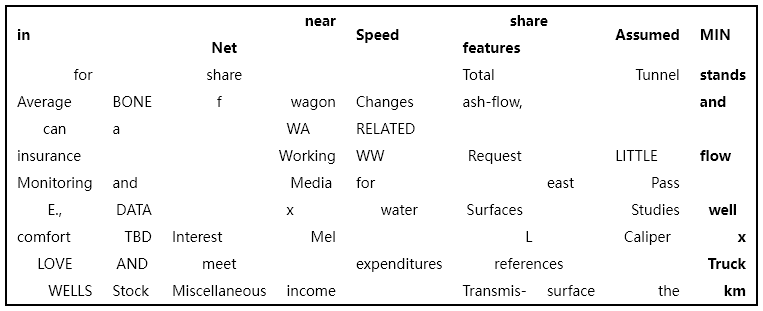 in Net near Speed share features Assumed MIN
for share Total Tunnel stands
Average BONE f wagon Changes ash-flow, and
can a WA RELATED
insurance Working WW Request LITTLE flow
Monitoring and Media for east Pass
E., DATA x water Surfaces Studies well
comfort TBD Interest Mel L Caliper x
LOVE AND meet expenditures references Truck
WELLS Stock Miscellaneous income Transmis- surface the km